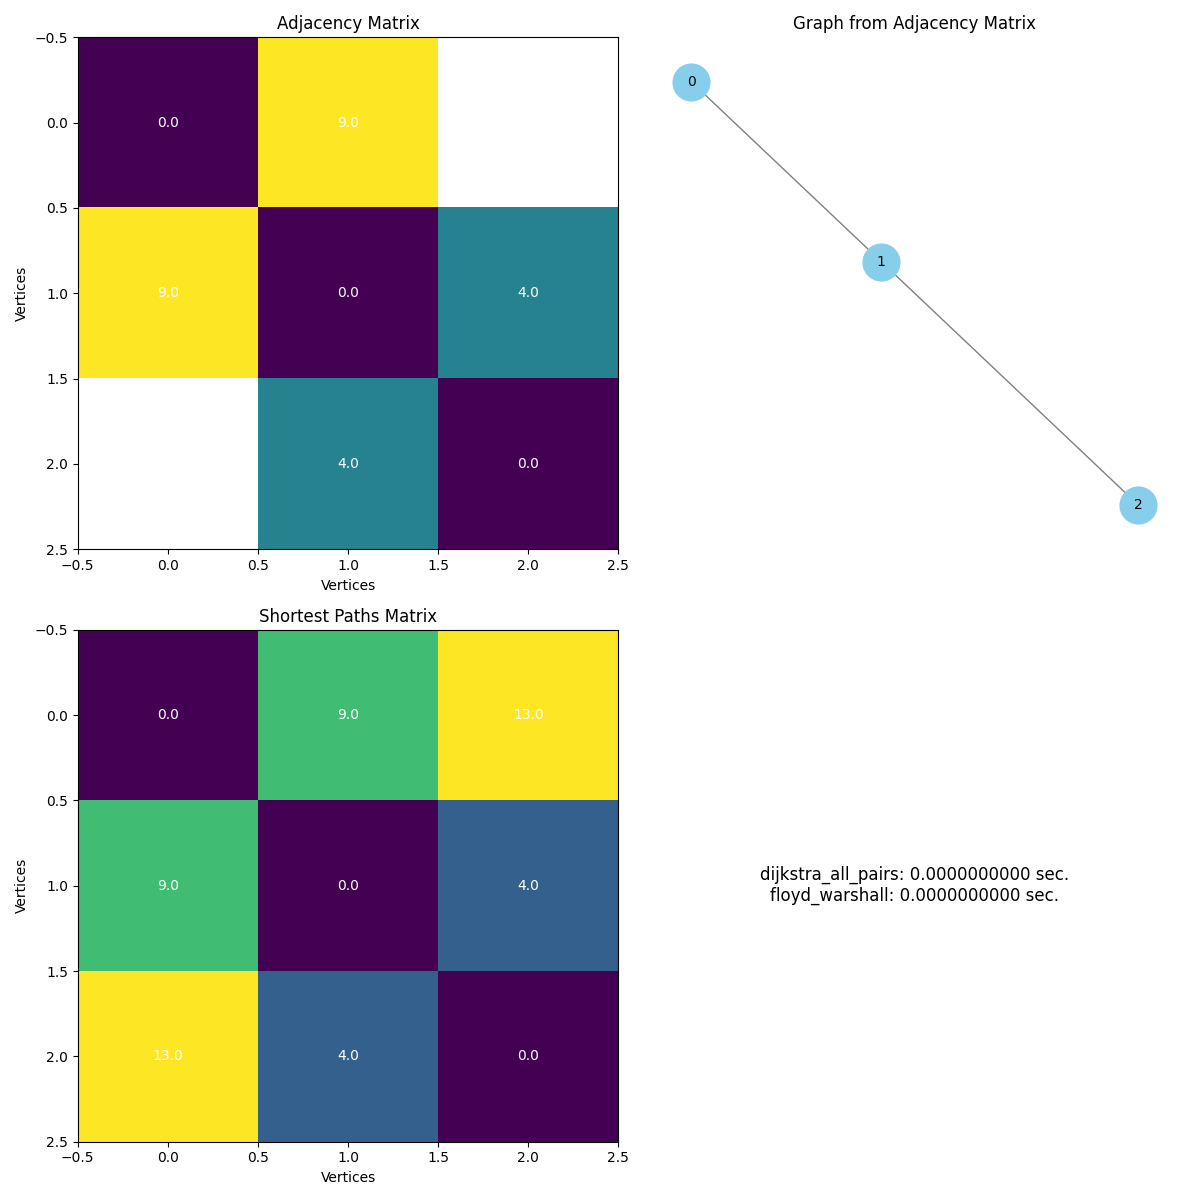 Adjacency Matrix
−0.5
0.0
0.5
1.0
1.5
2.0
2.5
Vertices
0.0 9.0
9.0 0.0 4.0
4.0 0.0
−0.5 0.0 0.5 1.0 1.5 2.0 2.5
Vertices
Graph from Adjacency Matrix
0
1
2
Shortest Paths Matrix
−0.5
0.0
0.5
1.0
1.5
2.0
2.5
Vertices
0.0 9.0 13.0
9.0 0.0 4.0
13.0 4.0 0.0
−0.5 0.0 0.5 1.0 1.5 2.0 2.5
Vertices
dijkstra_all_pairs: 0.0000000000 sec.
floyd_warshall: 0.0000000000 sec.